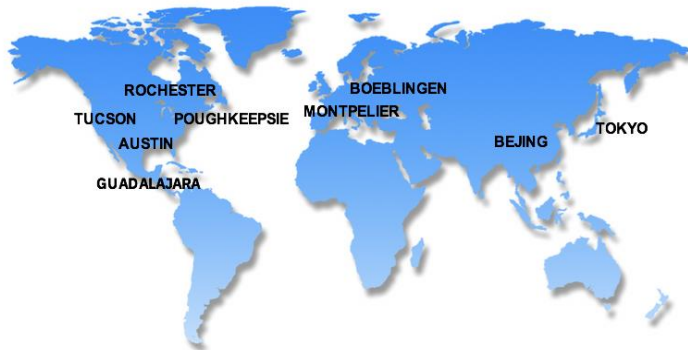 ROCHESTER
BOEBLINGEN
MONTPELIER
TUCSON
POUGHKEEPSIE
TOKYO
AUSTIN
BEJING
GUADALAJARA